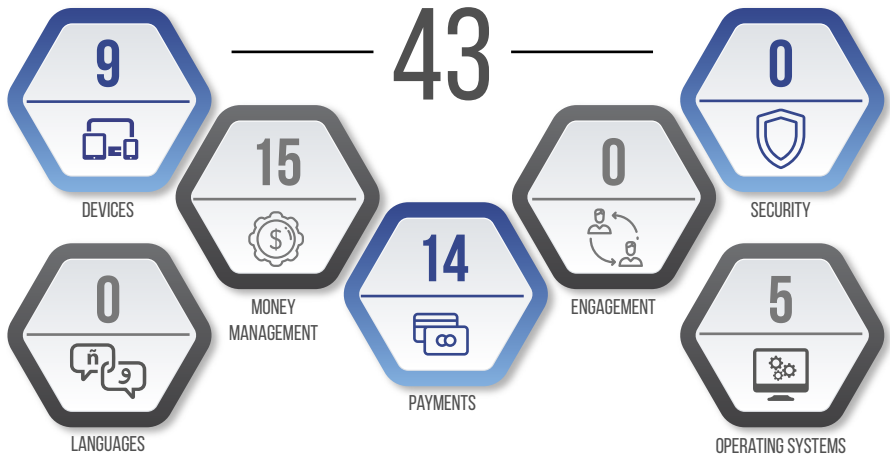 43
9
DEVICES
15
MONEY
MANAGEMENT
14
PAYMENTS
0
ENGAGEMENT
0
SECURITY
0
ñ
و
LANGUAGES
$
5
OPERATING SYSTEMS